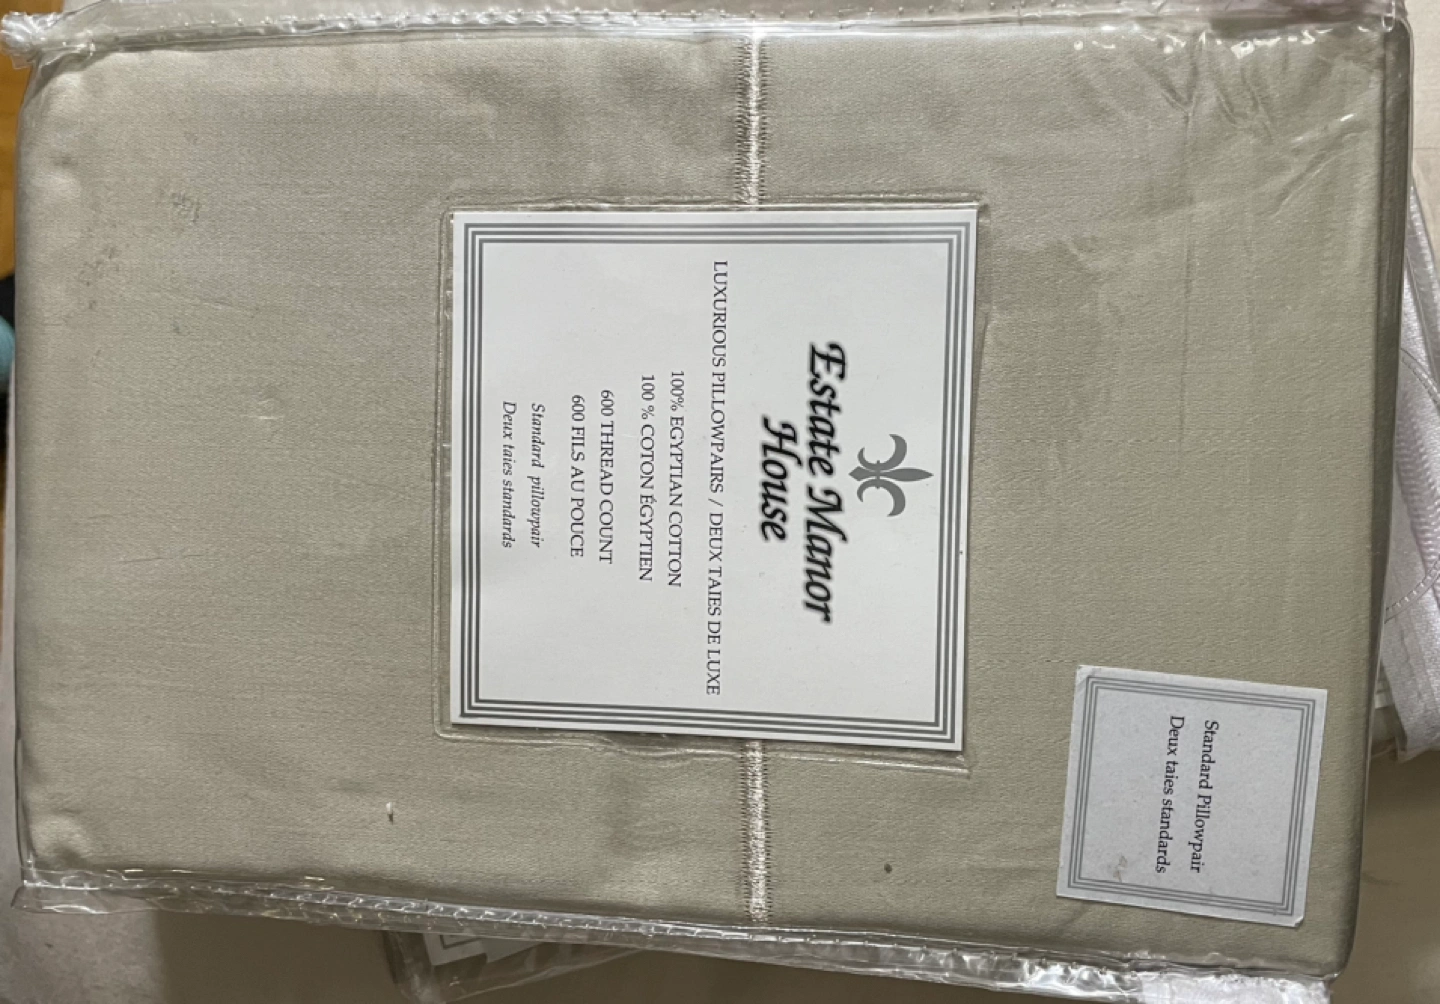 Estate Manor
House
LUXURIOUS PILLOWPAIRS / DEUX TAIES DE LUXE
100% EGYPTIAN COTTON
100 % COTON ÉGYPTIEN
600 THREAD COUNT
600 FILS AU POUCE
Standard pillowpair
Deux taies standards
Standard Pillowpair
Deux taies standards